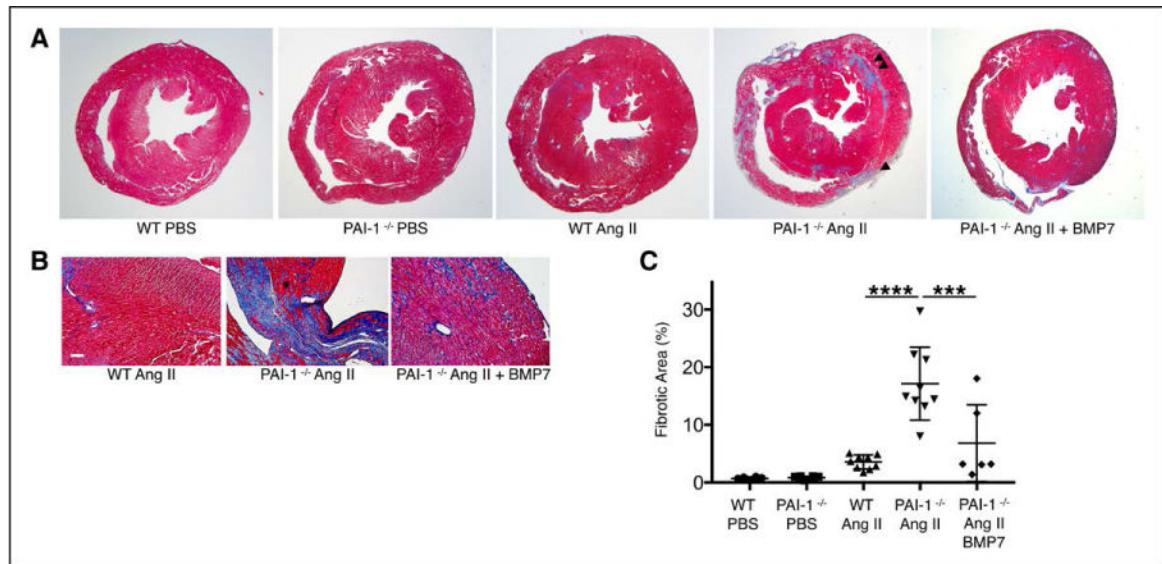 A
WT PBS
PAI-1 -/- PBS
WT Ang II
PAI-1 -/- Ang II
PAI-1 -/- Ang II + BMP7
B
WT Ang II
PAI-1 -/- Ang II
PAI-1 -/- Ang II + BMP7
C
**** ***
Fibrotic Area (%)
30
20
10
0
WT
PBS
PAI-1 -/-
PBS
WT
Ang II
PAI-1 -/-
Ang II
PAI-1 -/-
Ang II
BMP7